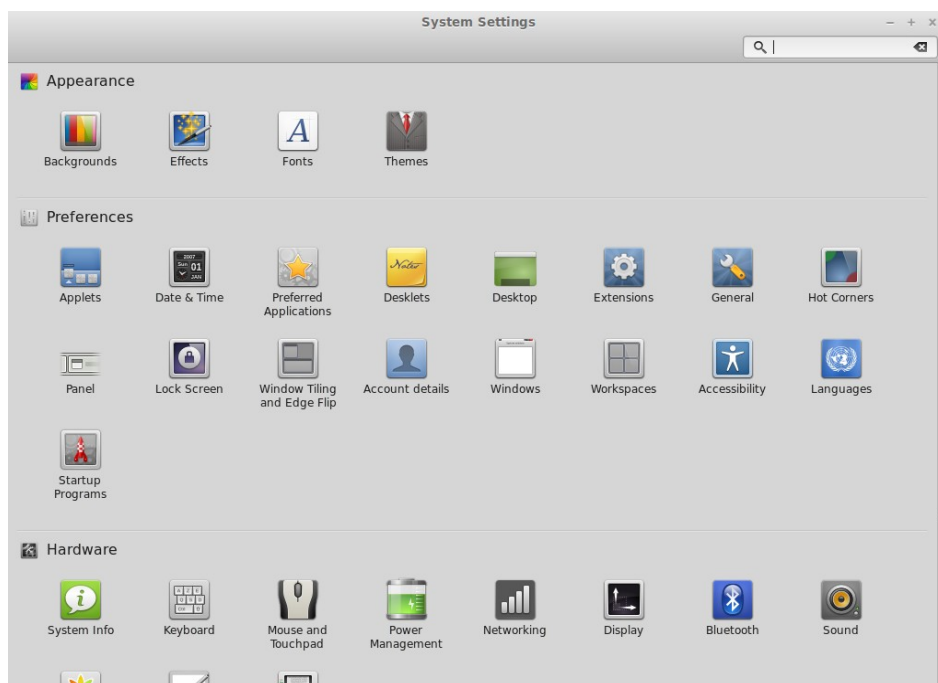 System Settings
Appearance
Backgrounds
Effects
Fonts
Themes
Preferences
Applets
Date & Time
Preferred
Applications
Desklets
Desktop
Extensions
General
Hot Corners
Panel
Lock Screen
Window Tiling
and Edge Flip
Account details
Windows
Workspaces
Accessibility
Languages
Startup
Programs
Hardware
System Info
Keyboard
Mouse and
Touchpad
Power
Management
Networking
Display
Bluetooth
Sound